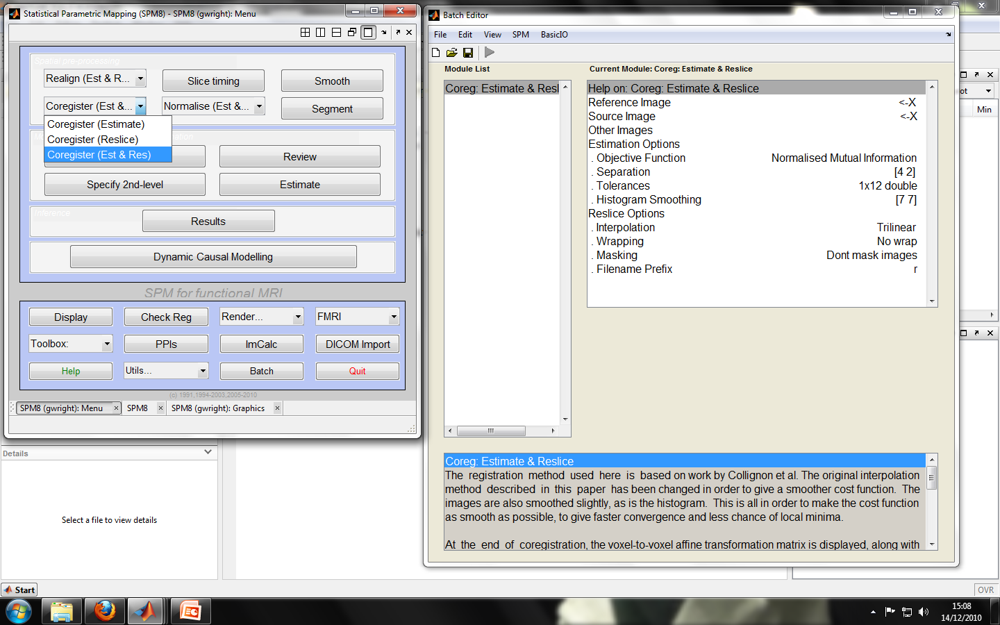 Statistical Parametric Mapping (SPM8) - SPM8 (gwright): Menu
Spatial pre-processing
Realign (Est & R...
Slice timing
Smooth
Coregister (Est &...
Normalise (Est &...
Segment
Coregister (Estimate)
Coregister (Reslice)
Coregister (Est & Res)
Review
Specify 2nd-level
Estimate
Inference
Results
Dynamic Causal Modelling
SPM for functional MRI
Display
Check Reg
Render...
FMRI
Toolbox:
PPIs
ImCalc
DICOM Import
Help
Utils...
Batch
Quit
(c) 1991,1994-2003,2005-2010
SPM8 (gwright): Menu
SPM8
SPM8 (gwright): Graphics
Details
Select a file to view details
Start
Batch Editor
File Edit View SPM BasicIO
Module List
Coreg: Estimate & Resl
Current Module: Coreg: Estimate & Reslice
Help on: Coreg: Estimate & Reslice
Reference Image <-X
Source Image <-X
Other Images
Estimation Options
. Objective Function Normalised Mutual Information
. Separation [4 2]
. Tolerances 1x12 double
. Histogram Smoothing [7 7]
Reslice Options
. Interpolation Trilinear
. Wrapping No wrap
. Masking Dont mask images
. Filename Prefix r
Coreg: Estimate & Reslice
The registration method used here is based on work by Collignon et al. The original interpolation
method described in this paper has been changed in order to give a smoother cost function. The
images are also smoothed slightly, as is the histogram. This is all in order to make the cost function
as smooth as possible, to give faster convergence and less chance of local minima.
At the end of coregistration, the voxel-to-voxel affine transformation matrix is displayed, along with
ot
Min
OVR
15:08
14/12/2010